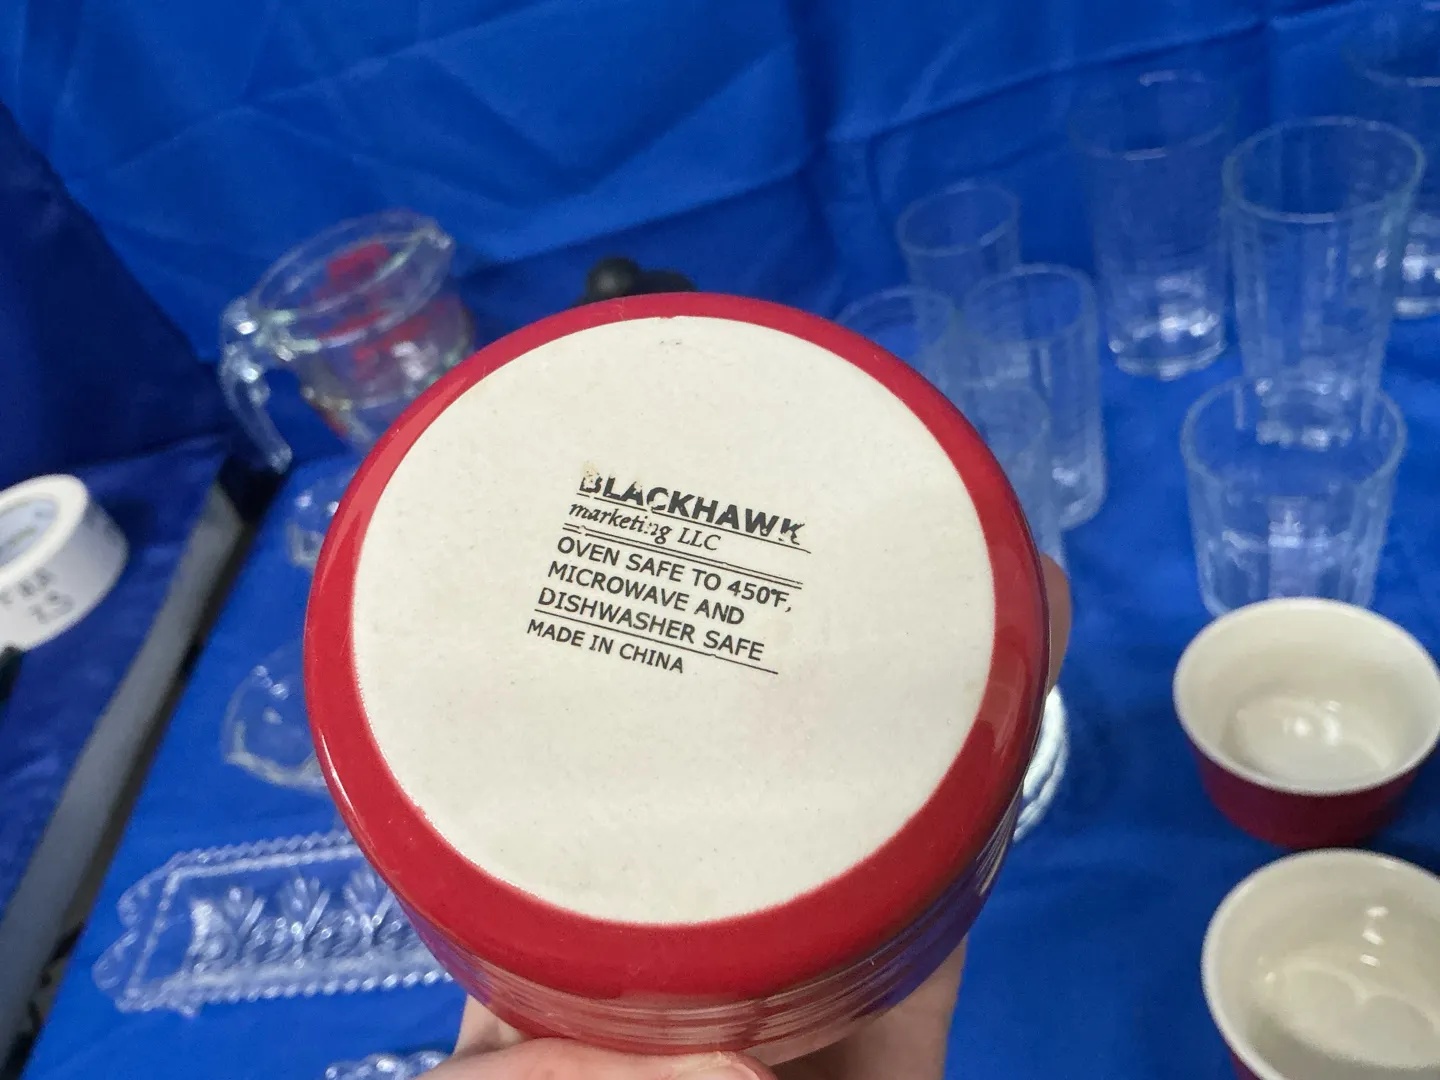 BLACKHAWK
marketing LLC
OVEN SAFE TO 450°F,
MICROWAVE AND
DISHWASHER SAFE
MADE IN CHINA